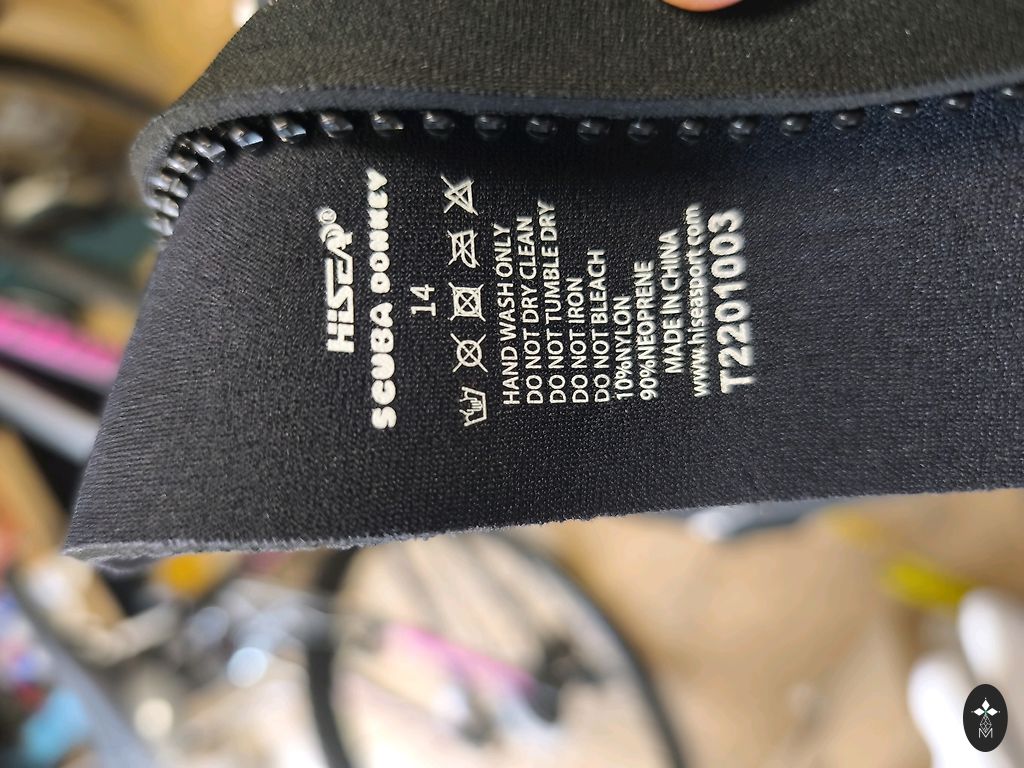 HISEA®
SCUBA DONKEY
14
HAND WASH ONLY
DO NOT DRY CLEAN
DO NOT TUMBLE DRY
DO NOT IRON
DO NOT BLEACH
10%NYLON
90%NEOPRENE
MADE IN CHINA
www.hiseasport.com
T2201003
M